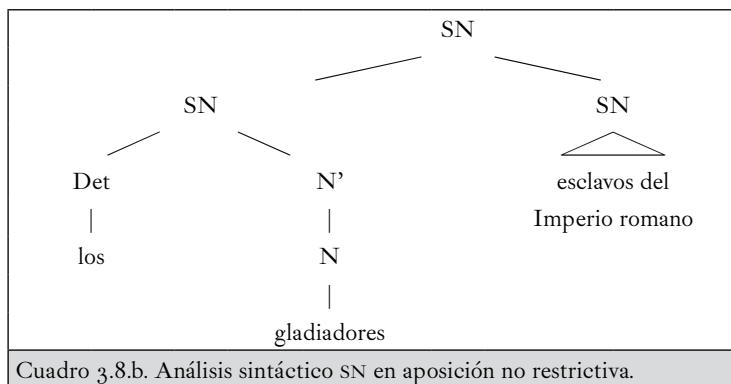 SN
SN SN
Det N’ esclavos del
Imperio romano
los N
gladiadores
Cuadro 3.8.b. Análisis sintáctico SN en aposición no restrictiva.